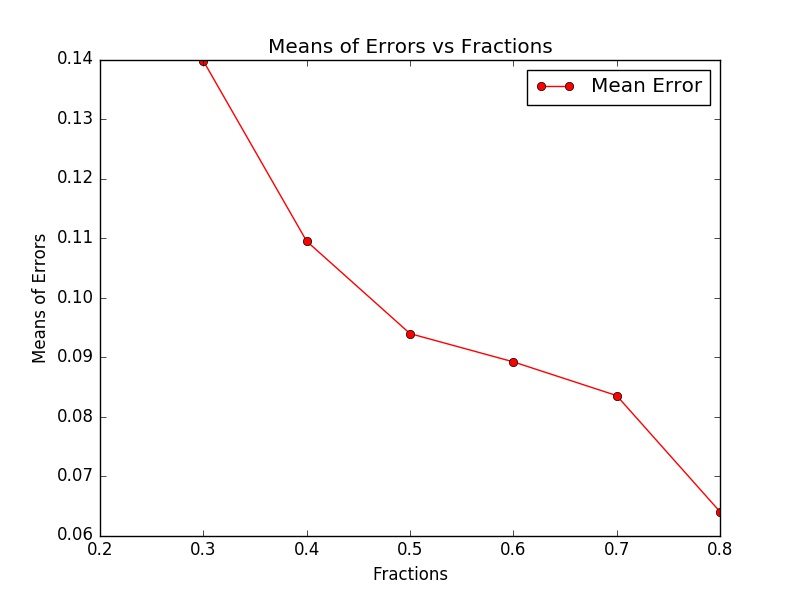 Means of Errors vs Fractions
Mean Error
Means of Errors
0.14
0.13
0.12
0.11
0.10
0.09
0.08
0.07
0.06
0.2 0.3 0.4 0.5 0.6 0.7 0.8
Fractions